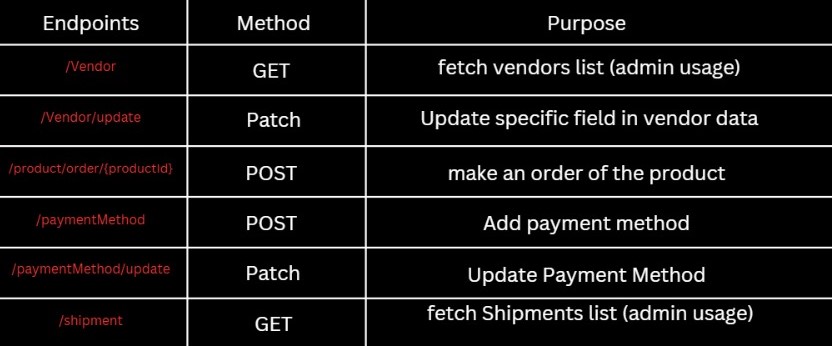 Endpoints Method Purpose
/Vendor GET fetch vendors list (admin usage)
/Vendor/update Patch Update specific field in vendor data
/product/order/{productId} POST make an order of the product
/paymentMethod POST Add payment method
/paymentMethod/update Patch Update Payment Method
/shipment GET fetch Shipments list (admin usage)